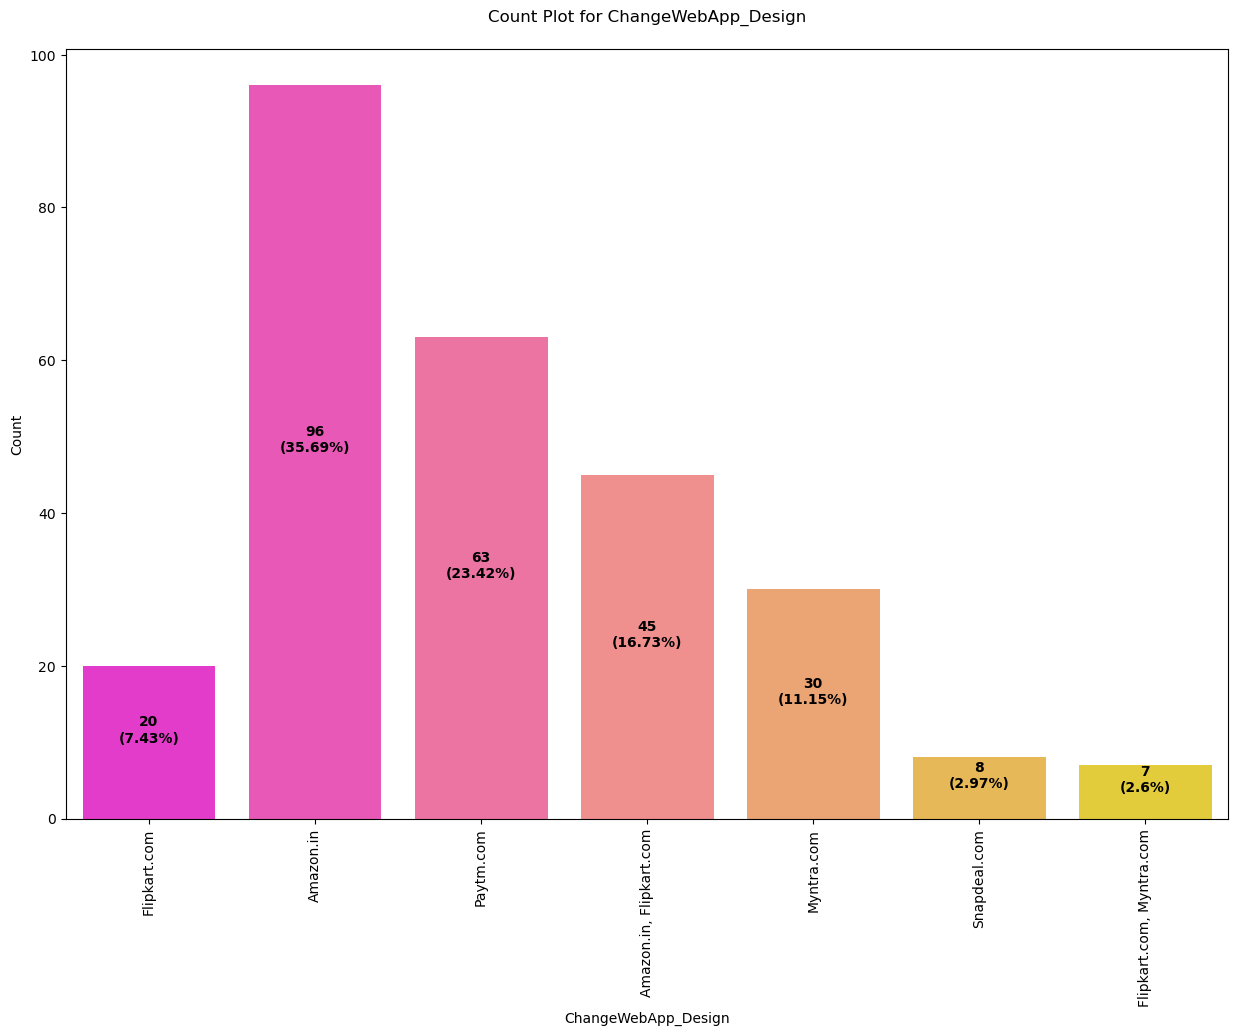 Count Plot for ChangeWebApp_Design
100
80
60
40
20
0
Count
20
(7.43%)
96
(35.69%)
63
(23.42%)
45
(16.73%)
30
(11.15%)
8
(2.97%)
7
(2.6%)
Flipkart.com
Amazon.in
Paytm.com
Amazon.in, Flipkart.com
Myntra.com
Snapdeal.com
Flipkart.com, Myntra.com
ChangeWebApp_Design